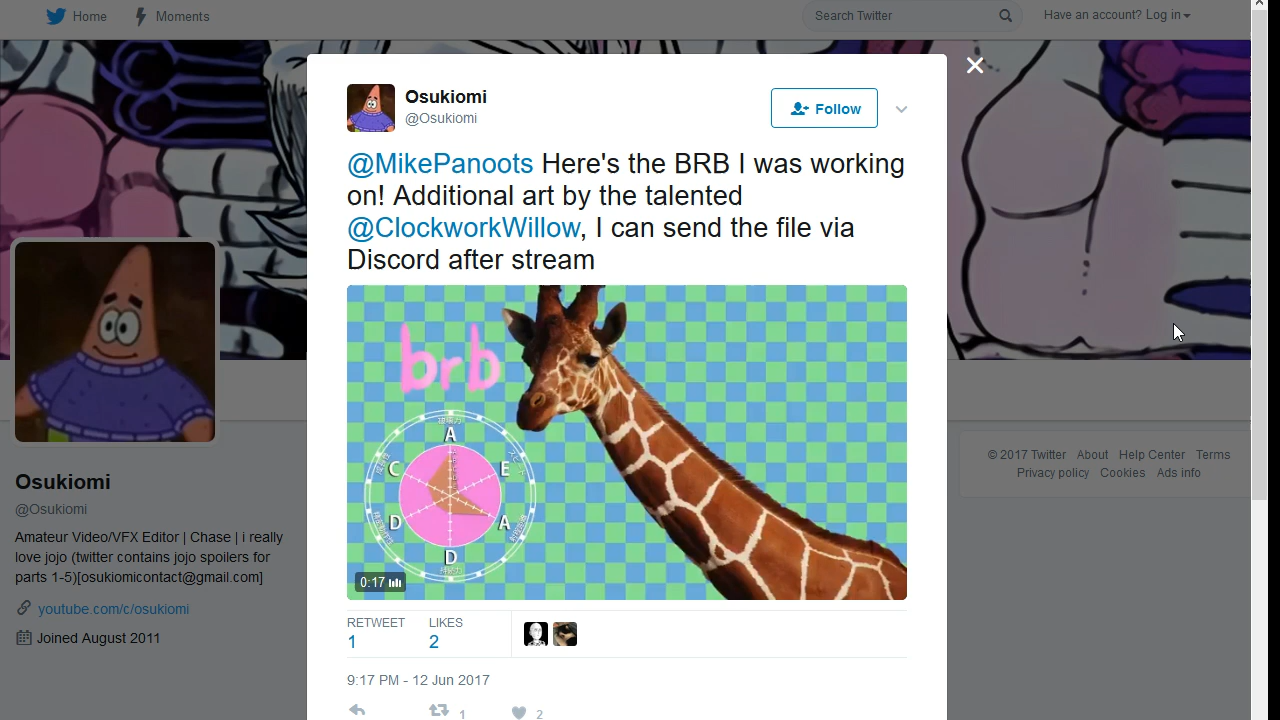 Home
Moments
Search Twitter
Have an account? Log in
Osukiomi
@Osukiomi
Follow
@MikePanoots Here's the BRB I was working
on! Additional art by the talented
@ClockworkWillow, I can send the file via
Discord after stream
brb
A
E
A
D
D
C
持続力
0:17
RETWEET
1
LIKES
2
9:17 PM - 12 Jun 2017
1
2
Osukiomi
@Osukiomi
Amateur Video/VFX Editor | Chase | i really
love jojo (twitter contains jojo spoilers for
parts 1-5)[osukiomicontact@gmail.com]
youtube.com/c/osukiomi
Joined August 2011
© 2017 Twitter About Help Center Terms
Privacy policy Cookies Ads info